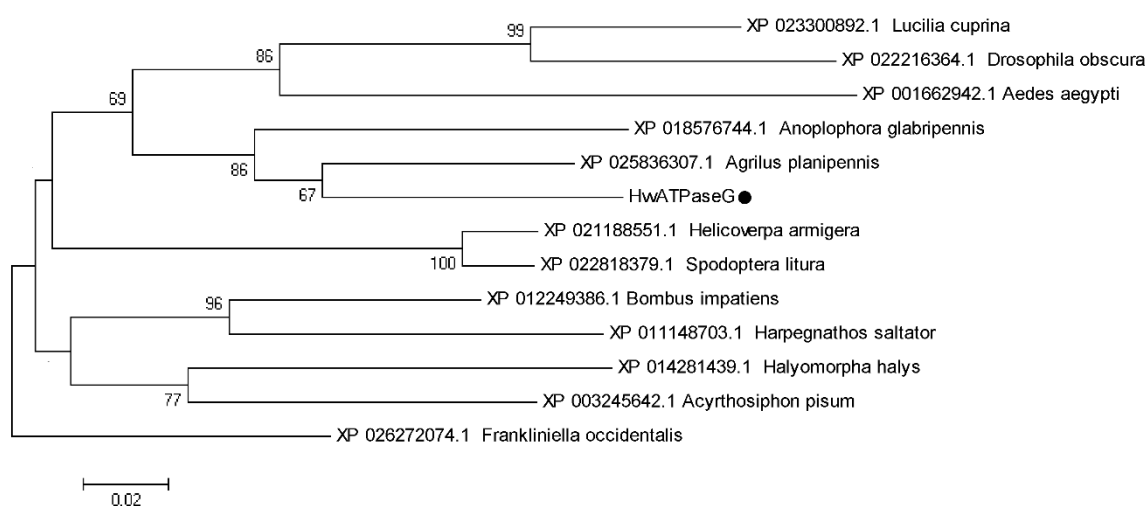 XP 023300892.1 Lucilia cuprina
99
XP 022216364.1 Drosophila obscura
86
XP 001662942.1 Aedes aegypti
69
XP 018576744.1 Anoplophora glabripennis
86
XP 025836307.1 Agrilus planipennis
67
HwATPaseG
XP 021188551.1 Helicoverpa armigera
100
XP 022818379.1 Spodoptera litura
XP 012249386.1 Bombus impatiens
96
XP 011148703.1 Harpegnathos saltator
XP 014281439.1 Halyomorpha halys
77
XP 003245642.1 Acyrthosiphon pisum
XP 026272074.1 Frankliniella occidentalis
0.02